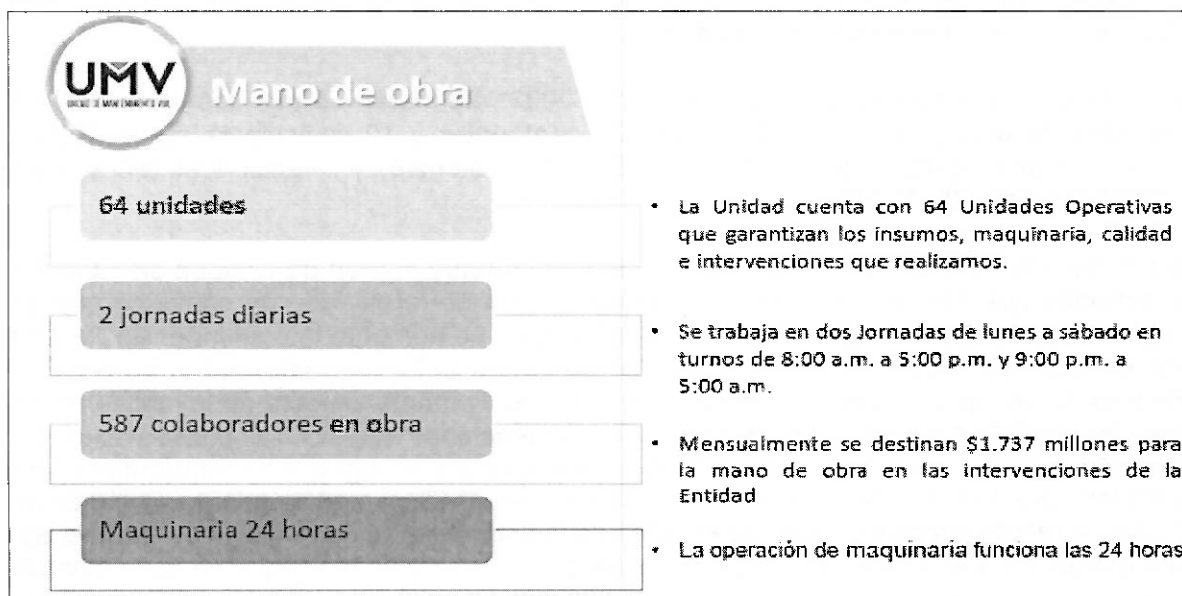 UMV
Mano de obra
64 unidades
• La Unidad cuenta con 64 Unidades Operativas
que garantizan los insumos, maquinaria, calidad
e intervenciones que realizamos.
2 jornadas diarias
• Se trabaja en dos Jornadas de lunes a sábado en
turnos de 8:00 a.m. a 5:00 p.m. y 9:00 p.m. a
5:00 a.m.
587 colaboradores en obra
• Mensualmente se destinan $1.737 millones para
la mano de obra en las intervenciones de la
Entidad
Maquinaria 24 horas
• La operación de maquinaria funciona las 24 horas